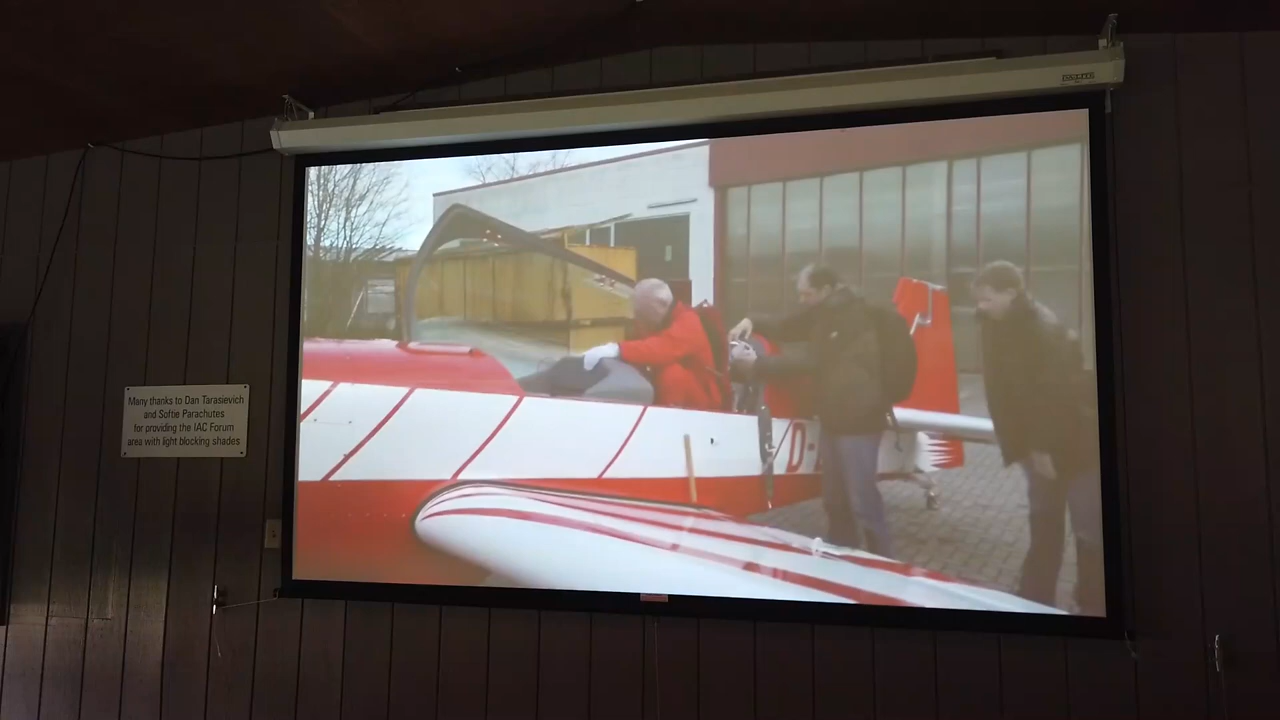 Many thanks to Dan Tarasievich
and Softie Parachutes
for providing the IAC Forum
area with light blocking shades
D-